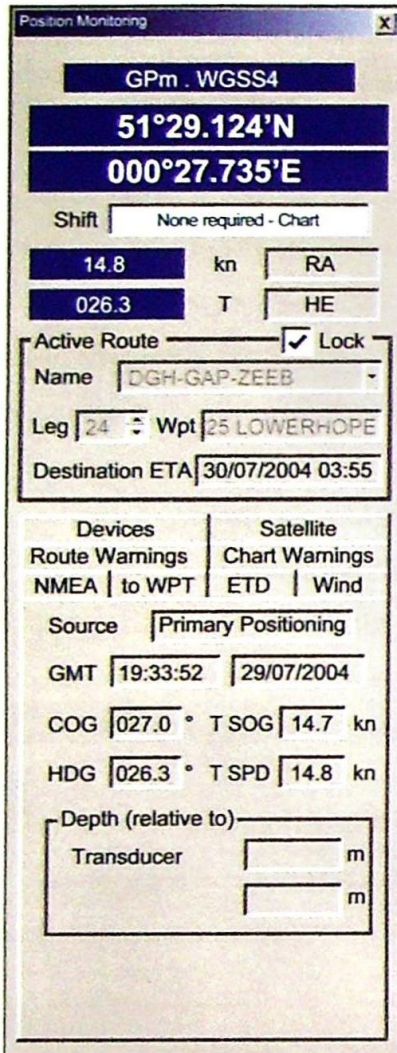 Position Monitoring x
GPm . WGSS4
51°29.124'N
000°27.735'E
Shift None required - Chart
14.8 kn RA
026.3 T HE
Active Route Lock
Name DGH-GAP-ZEEB
Leg 24 Wpt 25 LOWERHOPE
Destination ETA 30/07/2004 03:55
Devices Satellite
Route Warnings Chart Warnings
NMEA to WPT ETD Wind
Source Primary Positioning
GMT 19:33:52 29/07/2004
COG 027.0 ° T SOG 14.7 kn
HDG 026.3 ° T SPD 14.8 kn
Depth (relative to)
Transducer m
m